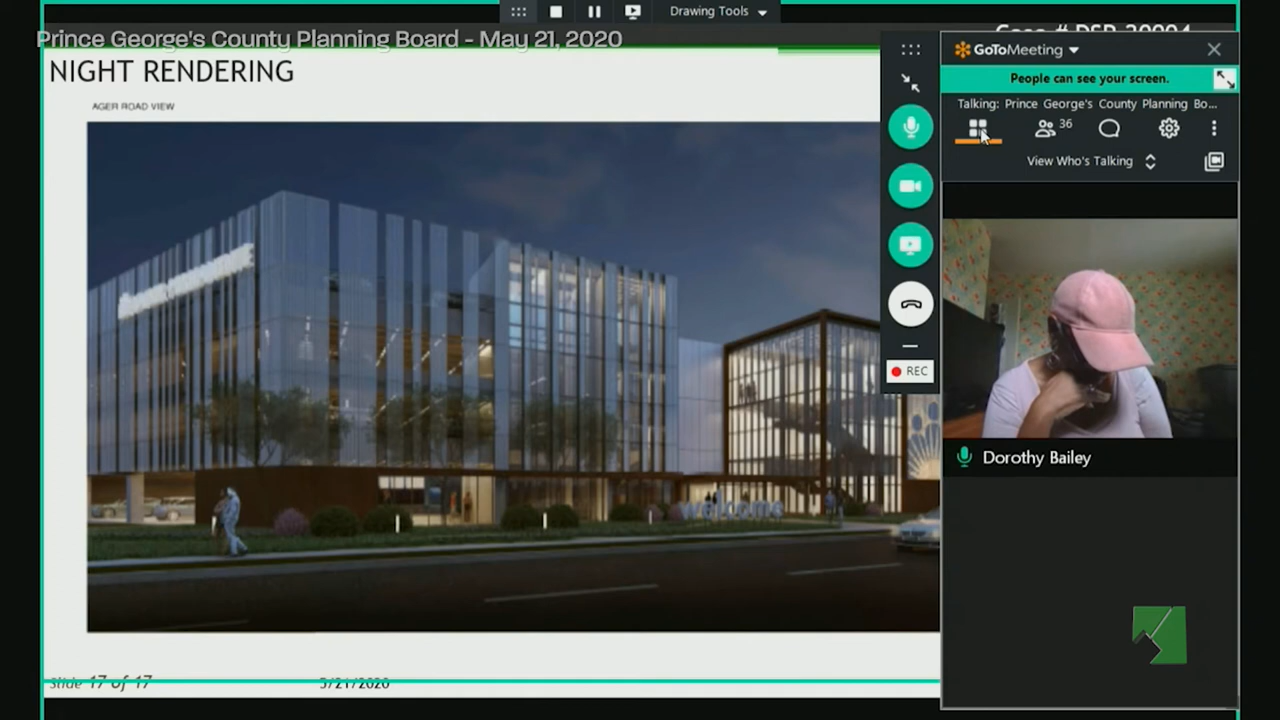 Drawing Tools
Prince George's County Planning Board - May 21, 2020
NIGHT RENDERING
AGER ROAD VIEW
GoToMeeting
People can see your screen.
Talking: Prince George's County Planning Bo...
36
View Who's Talking
REC
Dorothy Bailey
welcome
Slide 17 of 17
5/21/2020